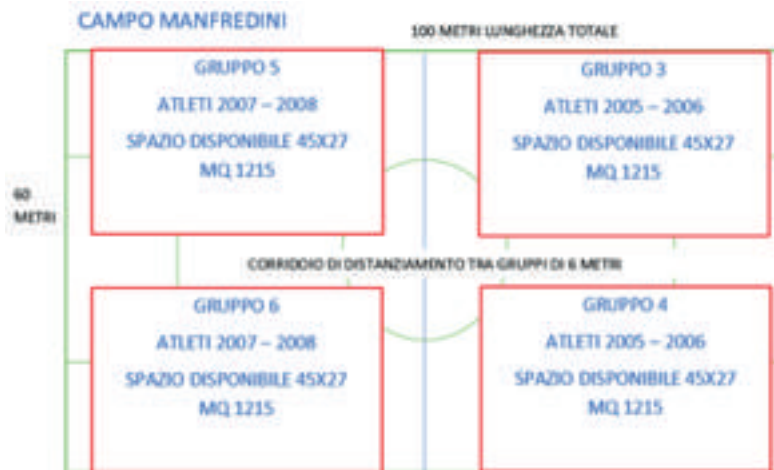 CAMPO MANFREDINI
100 METRI LUNGHEZZA TOTALE
GRUPPO 5
ATLETI 2007 – 2008
SPAZIO DISPONIBILE 45X27
MQ 1215
GRUPPO 3
ATLETI 2005 – 2006
SPAZIO DISPONIBILE 45X27
MQ 1215
60
METRI
CORRIDOIO DI DISTANZIAMENTO TRA GRUPPI DI 6 METRI
GRUPPO 6
ATLETI 2007 – 2008
SPAZIO DISPONIBILE 45X27
MQ 1215
GRUPPO 4
ATLETI 2005 – 2006
SPAZIO DISPONIBILE 45X27
MQ 1215